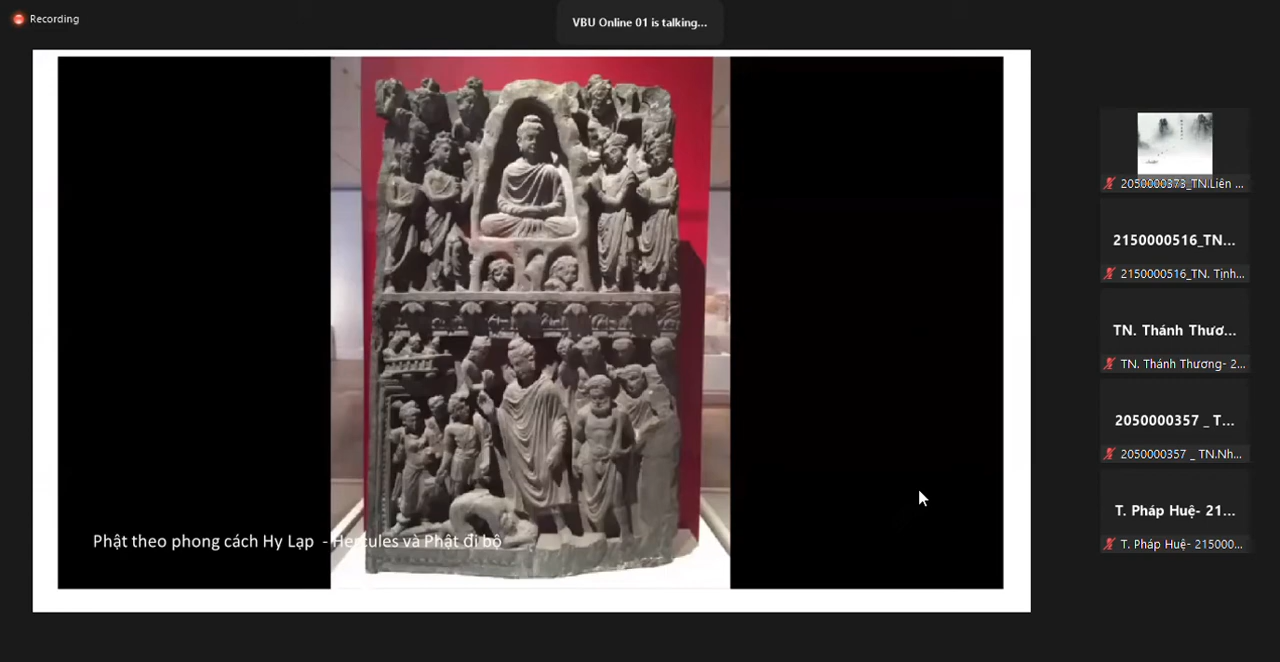 Recording
VBU Online 01 is talking...
2050000373_TN.Liên ...
2150000516_TN...
2150000516_TN. Tịnh...
TN. Thánh Thươ...
TN. Thánh Thương- 2...
2050000357 _ T...
2050000357 _ TN.Nh...
T. Pháp Huệ- 21...
T. Pháp Huệ- 215000...
Phật theo phong cách Hy Lạp - Hercules và Phật đi bộ